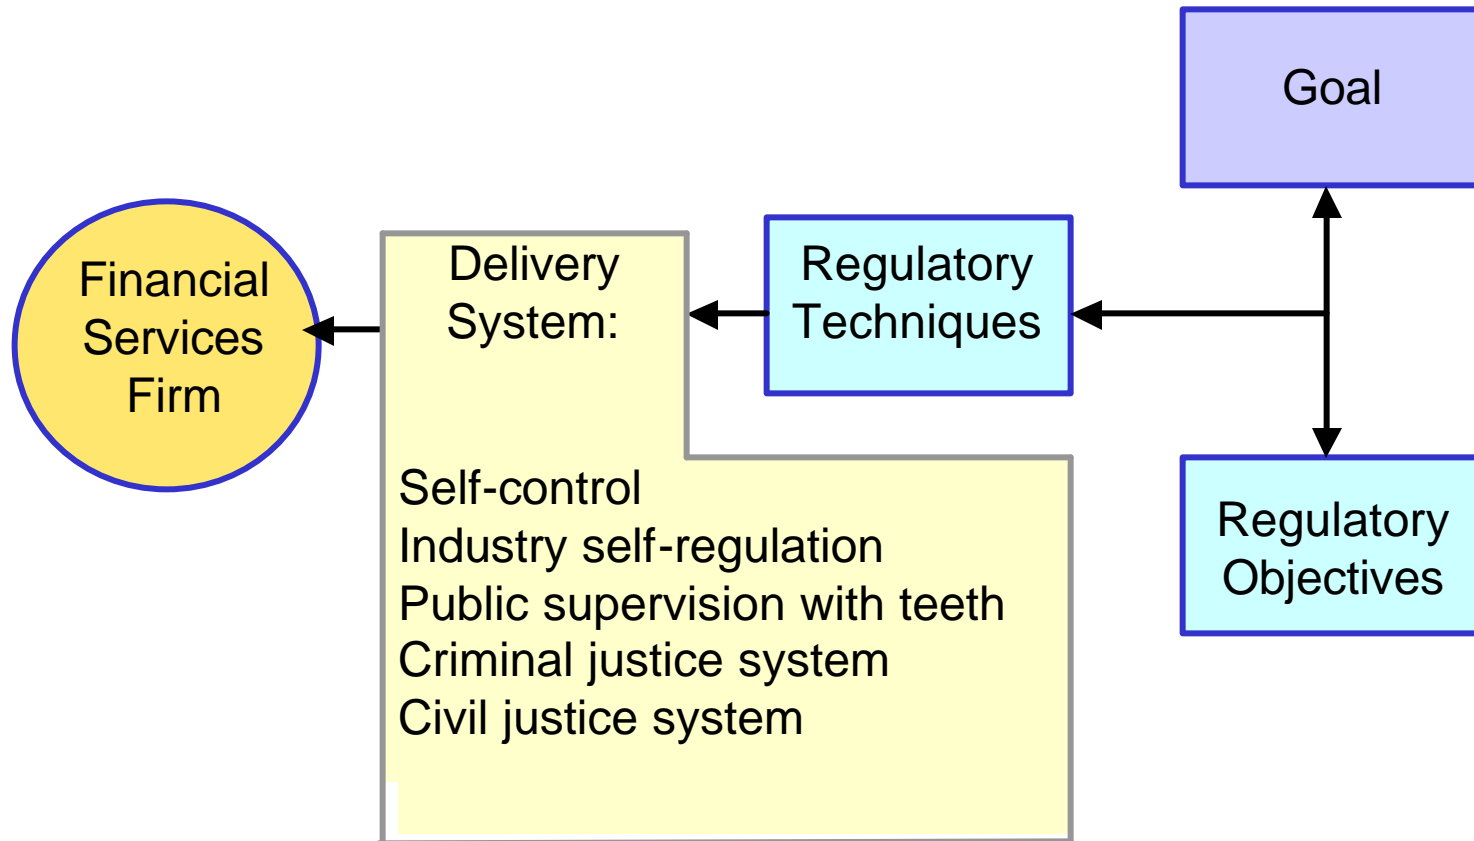 Goal
Financial
Services
Firm
Delivery
System:
Regulatory
Techniques
Self-control
Industry self-regulation
Public supervision with teeth
Criminal justice system
Civil justice system
Regulatory
Objectives